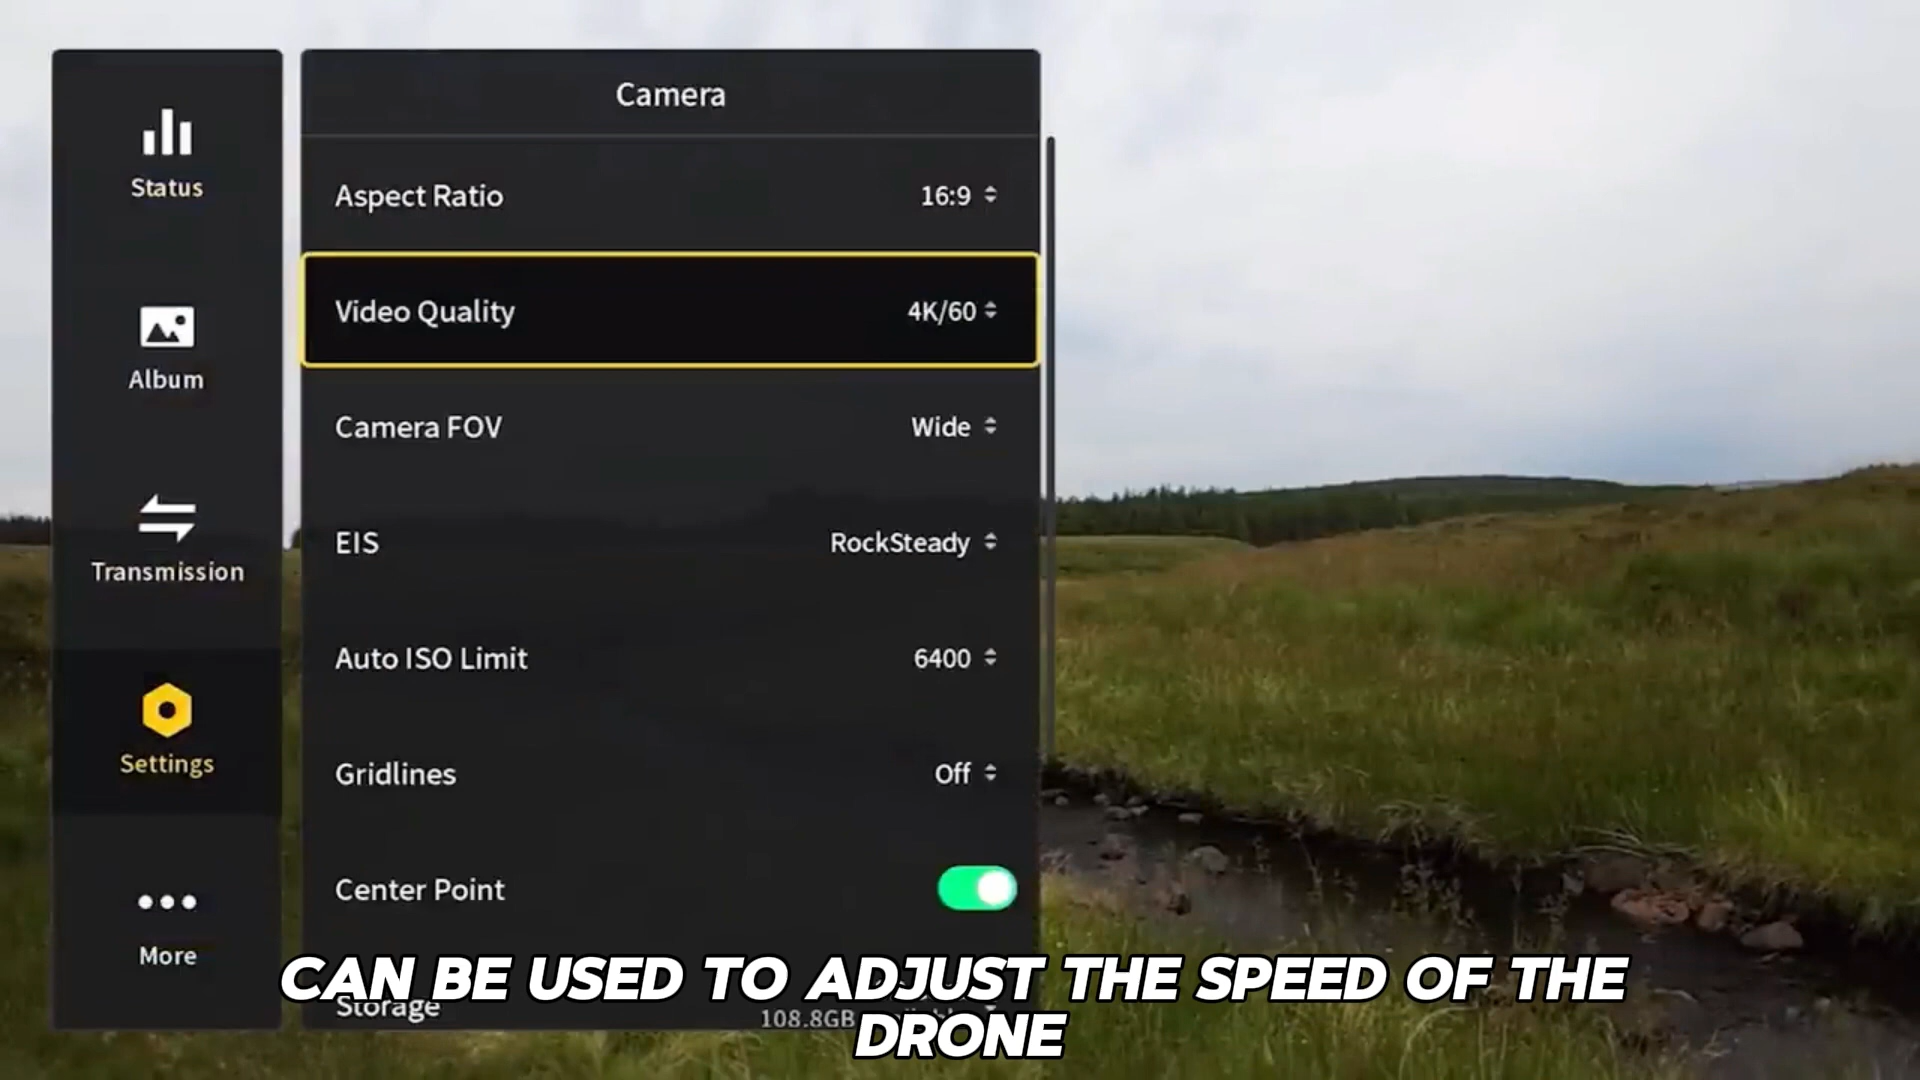 Status
Album
Transmission
Settings
More
Camera
Aspect Ratio 16:9
Video Quality 4K/60
Camera FOV Wide
EIS RockSteady
Auto ISO Limit 6400
Gridlines Off
Center Point
Storage 108.8GB
CAN BE USED TO ADJUST THE SPEED OF THE
DRONE